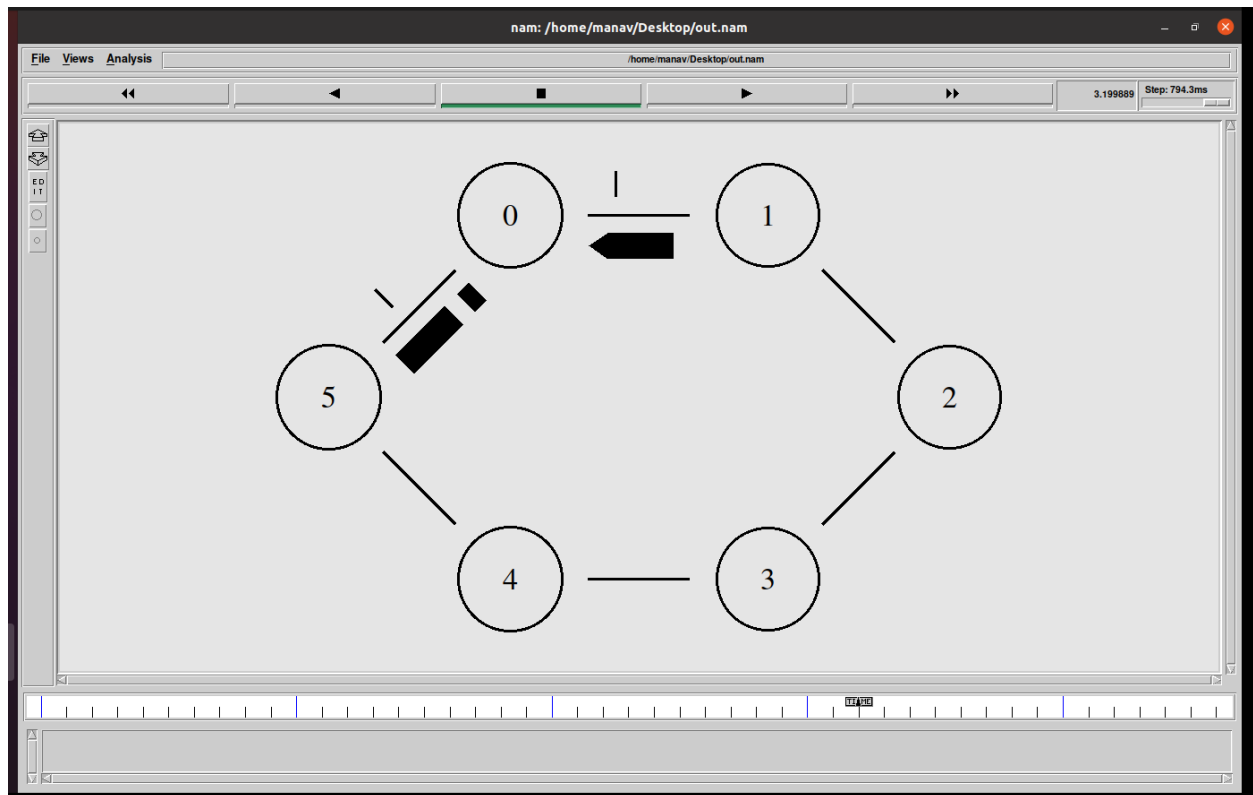 nam: /home/manav/Desktop/out.nam
File Views Analysis /home/manav/Desktop/out.nam
3.199889 Step: 794.3ms
ED
IT
0 1
5 2
4 3
TIME